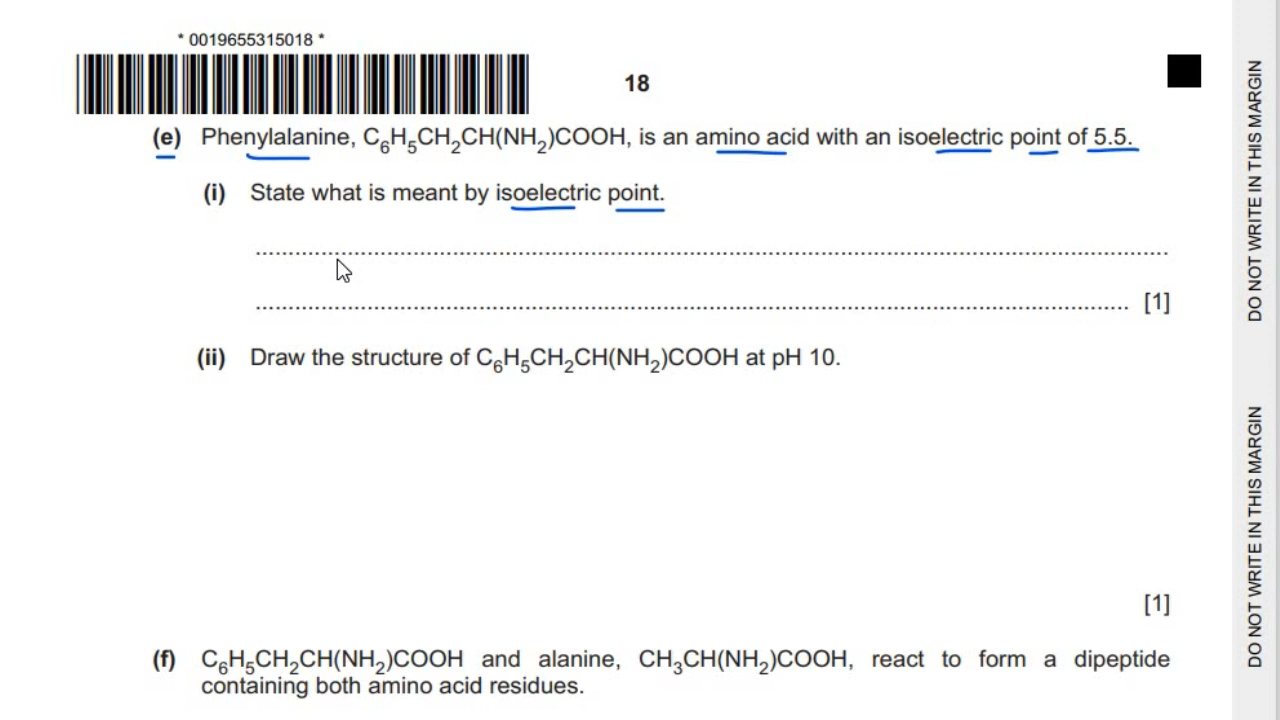 * 0019655315018 *
18
(e) Phenylalanine, C₆H₅CH₂CH(NH₂)COOH, is an amino acid with an isoelectric point of 5.5.
(i) State what is meant by isoelectric point.
[1]
(ii) Draw the structure of C₆H₅CH₂CH(NH₂)COOH at pH 10.
[1]
(f) C₆H₅CH₂CH(NH₂)COOH and alanine, CH₃CH(NH₂)COOH, react to form a dipeptide
containing both amino acid residues.
DO NOT WRITE IN THIS MARGIN
DO NOT WRITE IN THIS MARGIN